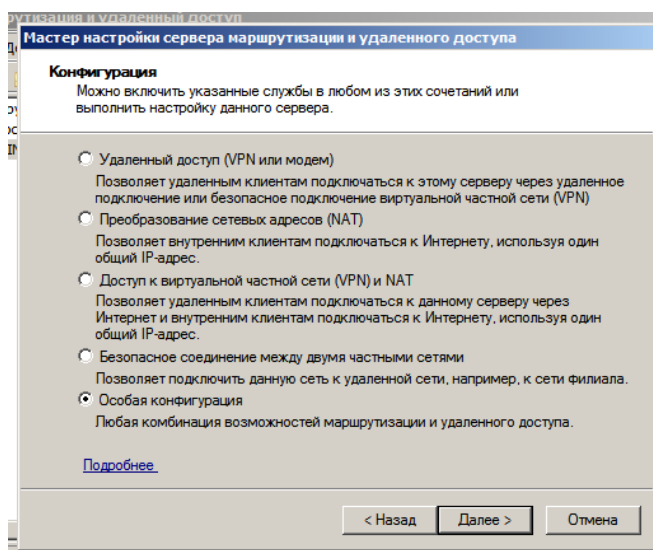 рутизация и удаленный доступ
Мастер настройки сервера маршрутизации и удаленного доступа
Конфигурация
Можно включить указанные службы в любом из этих сочетаний или
выполнить настройку данного сервера.
Удаленный доступ (VPN или модем)
Позволяет удаленным клиентам подключаться к этому серверу через удаленное
подключение или безопасное подключение виртуальной частной сети (VPN)
Преобразование сетевых адресов (NAT)
Позволяет внутренним клиентам подключаться к Интернету, используя один
общий IP-адрес.
Доступ к виртуальной частной сети (VPN) и NAT
Позволяет удаленным клиентам подключаться к данному серверу через
Интернет и внутренним клиентам подключаться к Интернету, используя один
общий IP-адрес.
Безопасное соединение между двумя частными сетями
Позволяет подключить данную сеть к удаленной сети, например, к сети филиала.
Особая конфигурация
Любая комбинация возможностей маршрутизации и удаленного доступа.
Подробнее
< Назад
Далее >
Отмена